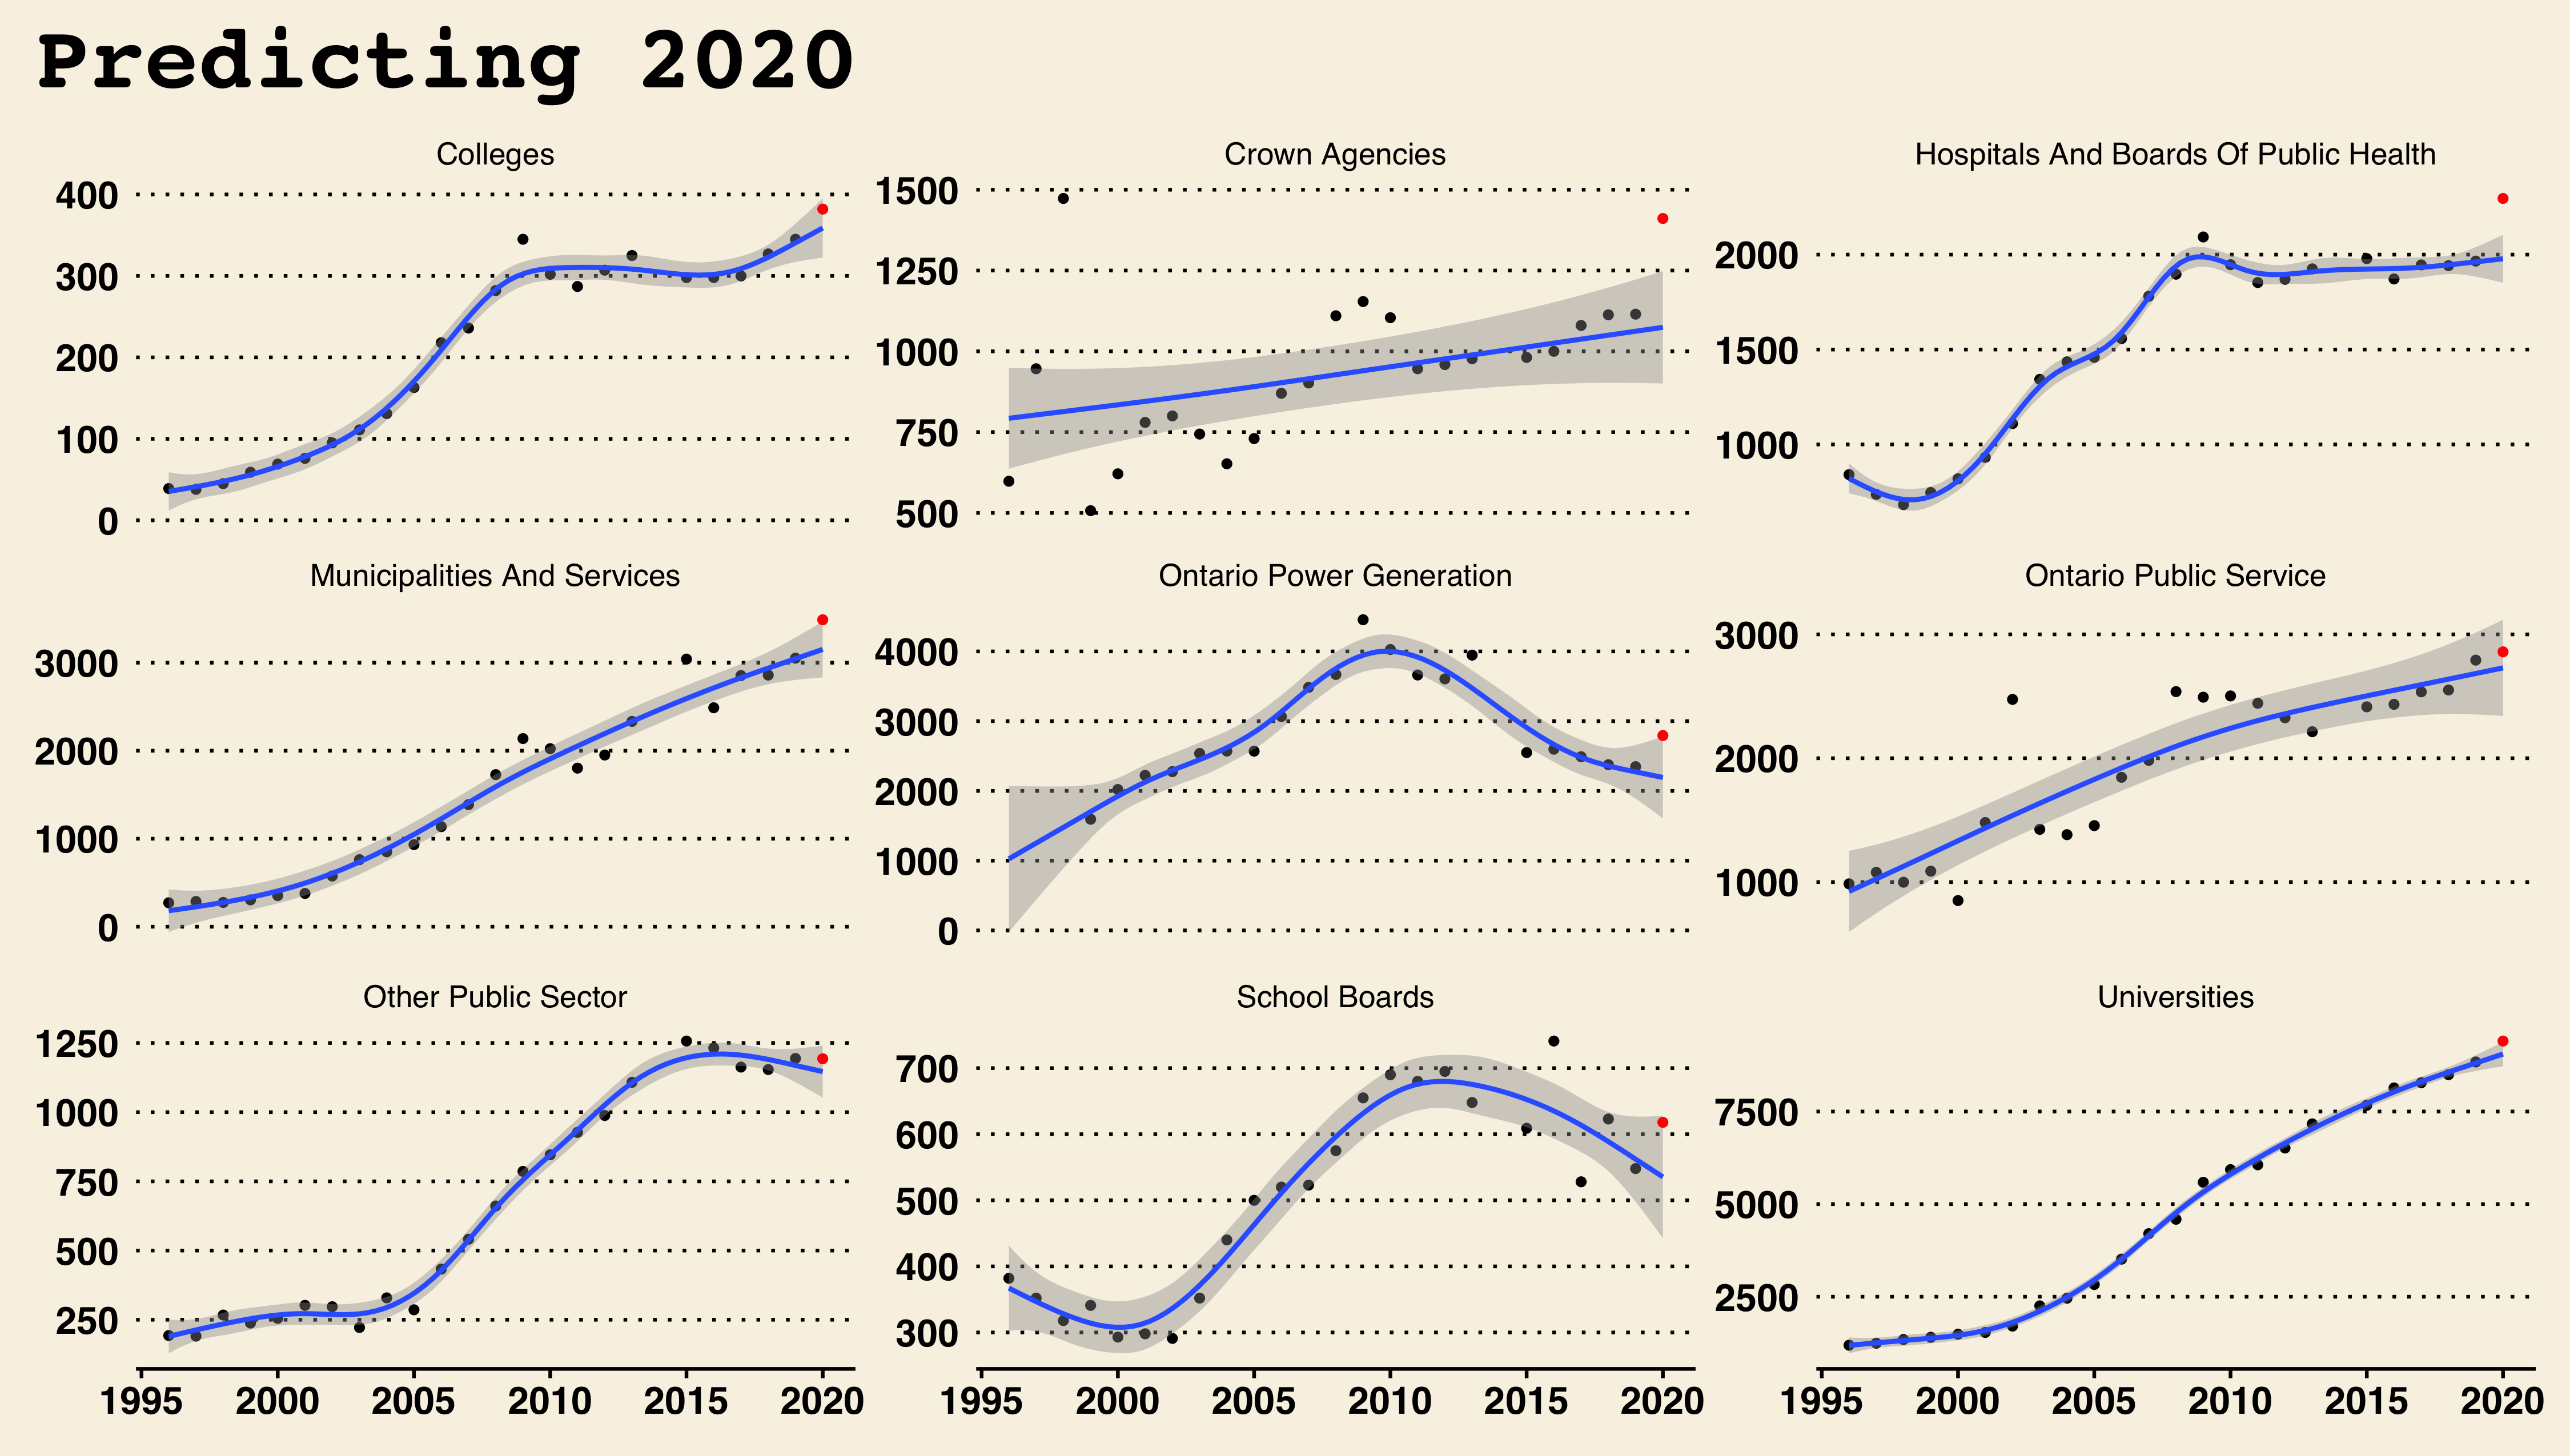 Predicting 2020
Colleges
400
300
200
100
0
Crown Agencies
1500
1250
1000
750
500
Hospitals And Boards Of Public Health
2000
1500
1000
Municipalities And Services
3000
2000
1000
0
Ontario Power Generation
4000
3000
2000
1000
0
Ontario Public Service
3000
2000
1000
Other Public Sector
1250
1000
750
500
250
1995 2000 2005 2010 2015 2020
School Boards
700
600
500
400
300
1995 2000 2005 2010 2015 2020
Universities
7500
5000
2500
1995 2000 2005 2010 2015 2020